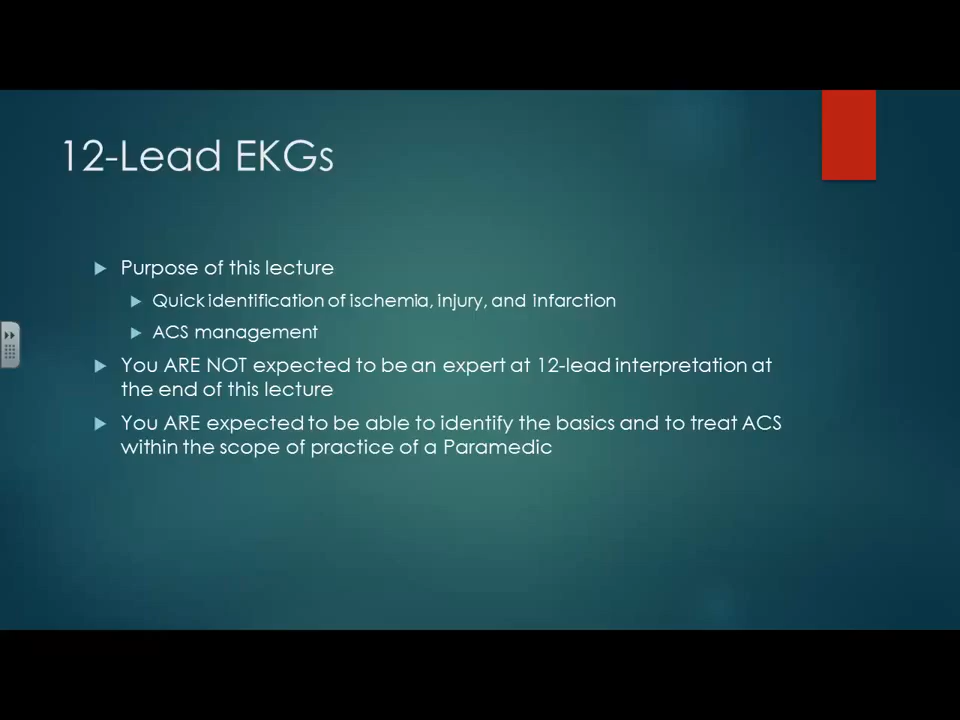 12-Lead EKGs
Purpose of this lecture
Quick identification of ischemia, injury, and infarction
ACS management
You ARE NOT expected to be an expert at 12-lead interpretation at
the end of this lecture
You ARE expected to be able to identify the basics and to treat ACS
within the scope of practice of a Paramedic